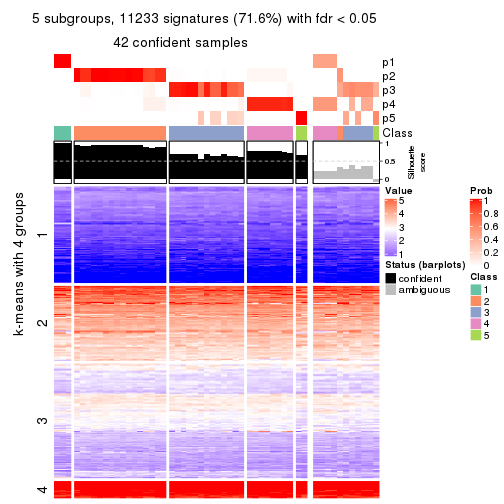 5 subgroups, 11233 signatures (71.6%) with fdr < 0.05
42 confident samples
p1
p2
p3
p4
p5
Class
1
0.5
0
Silhouette
score
k-means with 4 groups
1
2
3
4
Value
5
4
3
2
1
Status (barplots)
confident
ambiguous
Prob
1
0.8
0.6
0.4
0.2
0
Class
1
2
3
4
5